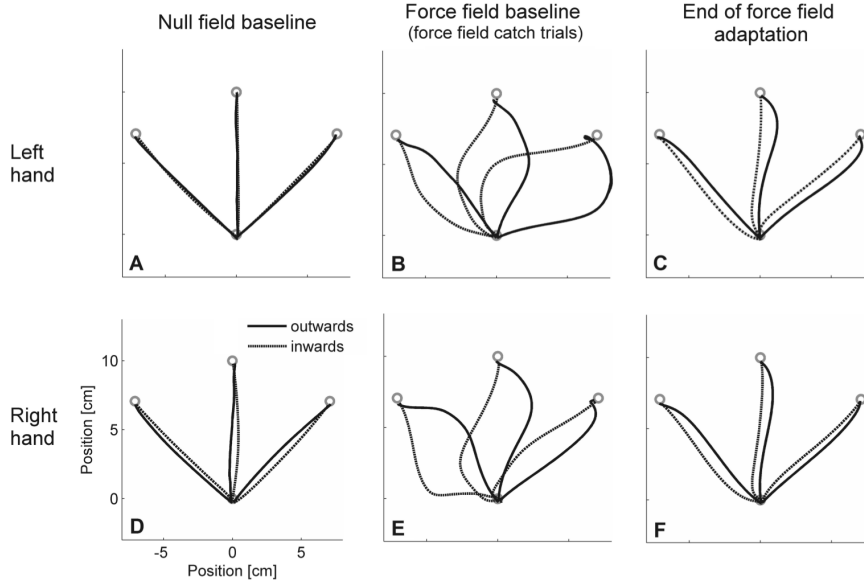 Null field baseline
Force field baseline
(force field catch trials)
End of force field
adaptation
Left
hand
A
B
C
Right
hand
outwards
inwards
10
5
0
Position [cm]
D
-5
0
5
Position [cm]
E
F